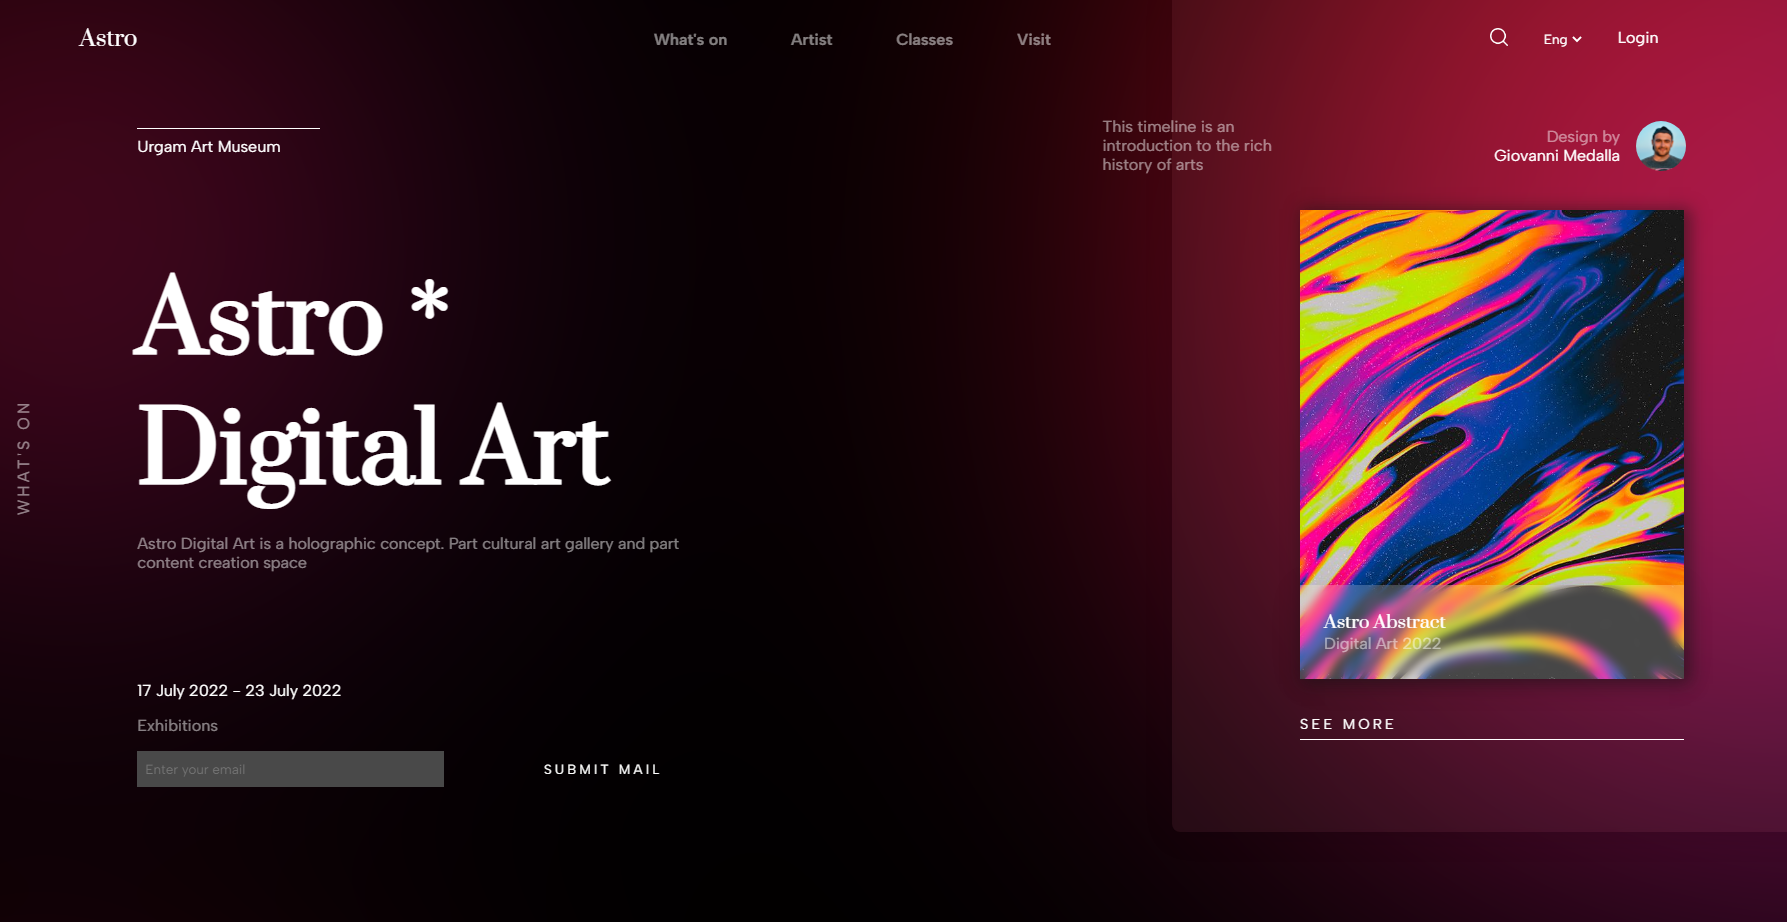 Astro
What's on
Artist
Classes
Visit
Eng
Login
Urgam Art Museum
This timeline is an
introduction to the rich
history of arts
Design by
Giovanni Medalla
Astro *
Digital Art
WHAT'S ON
Astro Digital Art is a holographic concept. Part cultural art gallery and part
content creation space
Astro Abstract
Digital Art 2022
17 July 2022 - 23 July 2022
Exhibitions
Enter your email
SUBMIT MAIL
SEE MORE